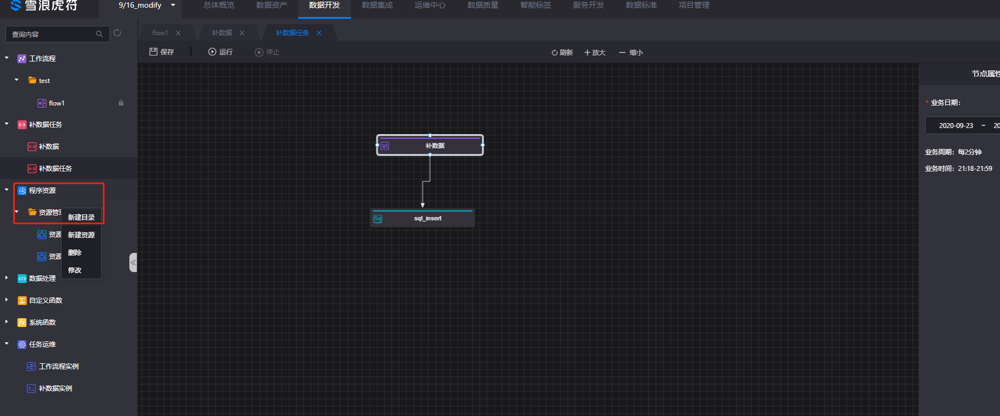 雪浪虎符
9/16_modify
总体概览 数据资产 数据开发 数据集成 运维中心 数据质量 智能标签 服务开发 数据标准 项目管理
查询内容
flow1 补数据 补数据任务
保存 运行 停止 刷新 放大 缩小
工作流程
test
flow1
补数据任务
补数据
补数据任务
程序资源
资源管
资源
资源
新建目录
新建资源
删除
修改
数据处理
自定义函数
系统函数
任务运维
工作流程实例
补数据实例
Vi 补数据
Sq sql_insert
节点属性
* 业务日期:
2020-09-23 ~ 20
业务周期: 每2分钟
业务时间: 21:18-21:59